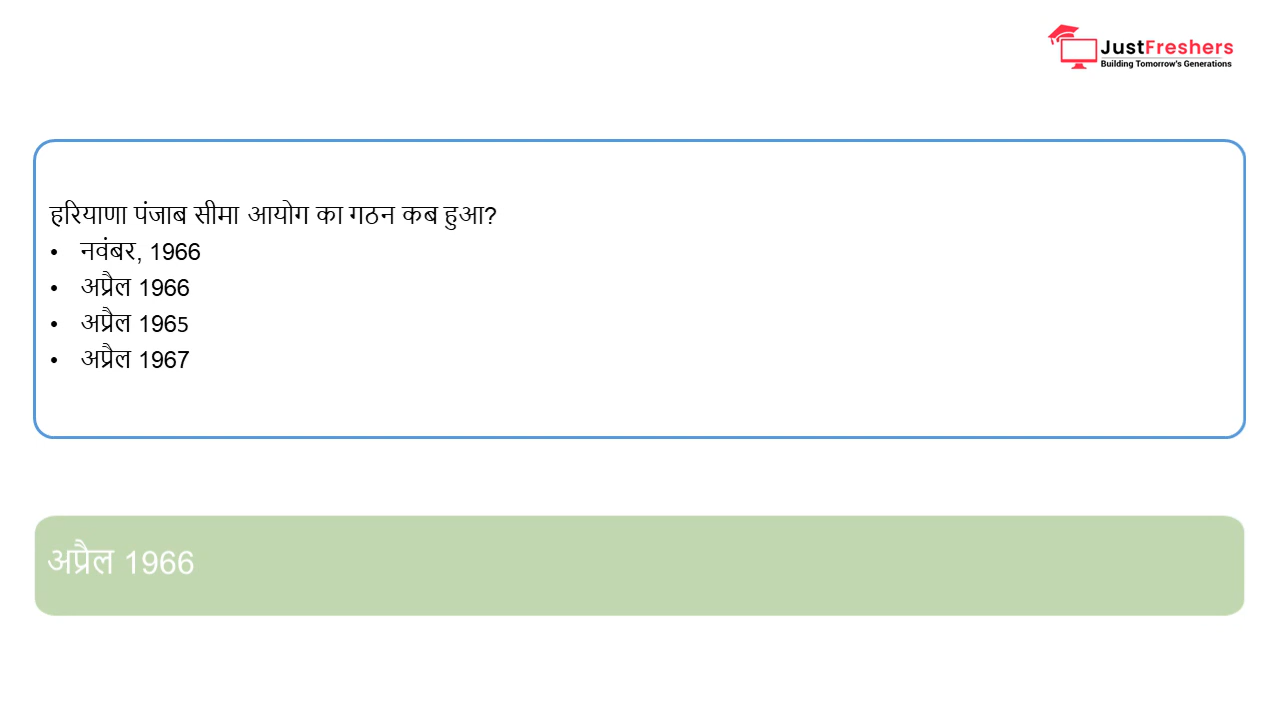 JustFreshers
Building Tomorrow's Generations
हरियाणा पंजाब सीमा आयोग का गठन कब हुआ?
• नवंबर, 1966
• अप्रैल 1966
• अप्रैल 1965
• अप्रैल 1967
अप्रैल 1966